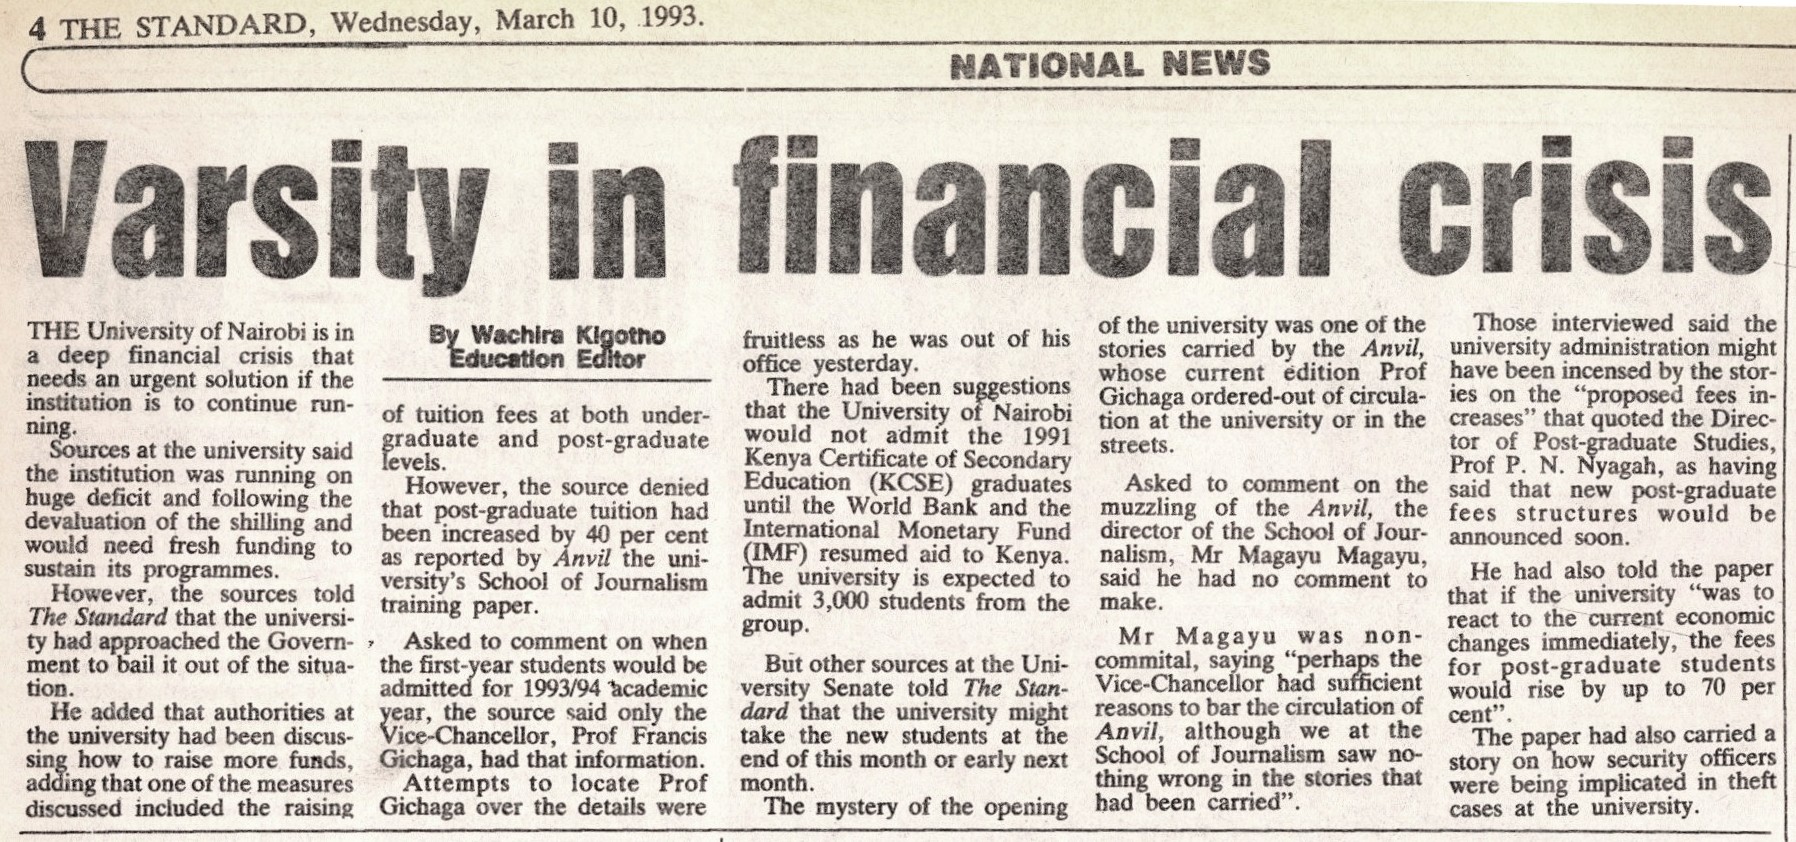 4 THE STANDARD, Wednesday, March 10, 1993.
NATIONAL NEWS
Varsity in financial crisis
THE University of Nairobi is in
a deep financial crisis that
needs an urgent solution if the
institution is to continue run-
ning.
Sources at the university said
the institution was running on
huge deficit and following the
devaluation of the shilling and
would need fresh funding to
sustain its programmes.
However, the sources told
The Standard that the universi-
ty had approached the Govern-
ment to bail it out of the situa-
tion.
He added that authorities at
the university had been discus-
sing how to raise more funds,
adding that one of the measures
discussed included the raising
By Wachira Kigotho
Education Editor
of tuition fees at both under-
graduate and post-graduate
levels.
However, the source denied
that post-graduate tuition had
been increased by 40 per cent
as reported by Anvil the uni-
versity's School of Journalism
training paper.
Asked to comment on when
the first-year students would be
admitted for 1993/94 academic
year, the source said only the
Vice-Chancellor, Prof Francis
Gichaga, had that information.
Attempts to locate Prof
Gichaga over the details were
fruitless as he was out of his
office yesterday.
There had been suggestions
that the University of Nairobi
would not admit the 1991
Kenya Certificate of Secondary
Education (KCSE) graduates
until the World Bank and the
International Monetary Fund
(IMF) resumed aid to Kenya.
The university is expected to
admit 3,000 students from the
group.
But other sources at the Uni-
versity Senate told The Stan-
dard that the university might
take the new students at the
end of this month or early next
month.
The mystery of the opening
of the university was one of the
stories carried by the Anvil,
whose current edition Prof
Gichaga ordered-out of circula-
tion at the university or in the
streets.
Asked to comment on the
muzzling of the Anvil, the
director of the School of Jour-
nalism, Mr Magayu Magayu,
said he had no comment to
make.
Mr Magayu was non-
commital, saying "perhaps the
Vice-Chancellor had sufficient
reasons to bar the circulation of
Anvil, although we at the
School of Journalism saw no-
thing wrong in the stories that
had been carried".
Those interviewed said the
university administration might
have been incensed by the stor-
ies on the "proposed fees in-
creases" that quoted the Direc-
tor of Post-graduate Studies,
Prof P. N. Nyagah, as having
said that new post-graduate
fees structures would be
announced soon.
He had also told the paper
that if the university "was to
react to the current economic
changes immediately, the fees
for post-graduate students
would rise by up to 70 per
cent".
The paper had also carried a
story on how security officers
were being implicated in theft
cases at the university.